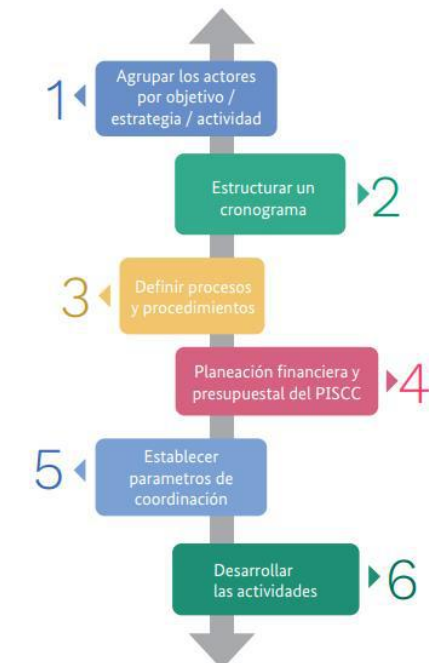 1
Agrupar los actores
por objetivo /
estrategia / actividad
Estructurar un
cronograma
2
3
Definir procesos
y procedimientos
Planeación financiera y
presupuestal del PISCC
4
5
Establecer
parametros de
coordinación
Desarrollar
las actividades
6